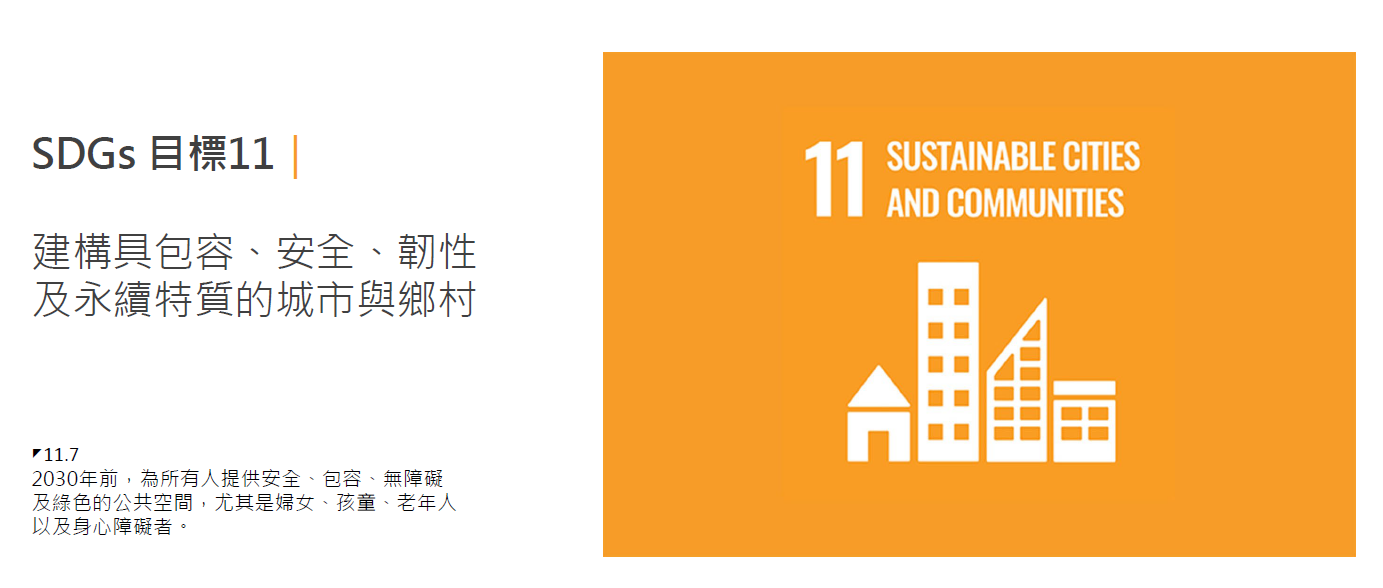 SDGs 目標11
建構具包容、安全、韌性
及永續特質的城市與鄉村
11.7
2030年前，為所有人提供安全、包容、無障礙
及綠色的公共空間，尤其是婦女、孩童、老年人
以及身心障礙者。
11 SUSTAINABLE CITIES
AND COMMUNITIES